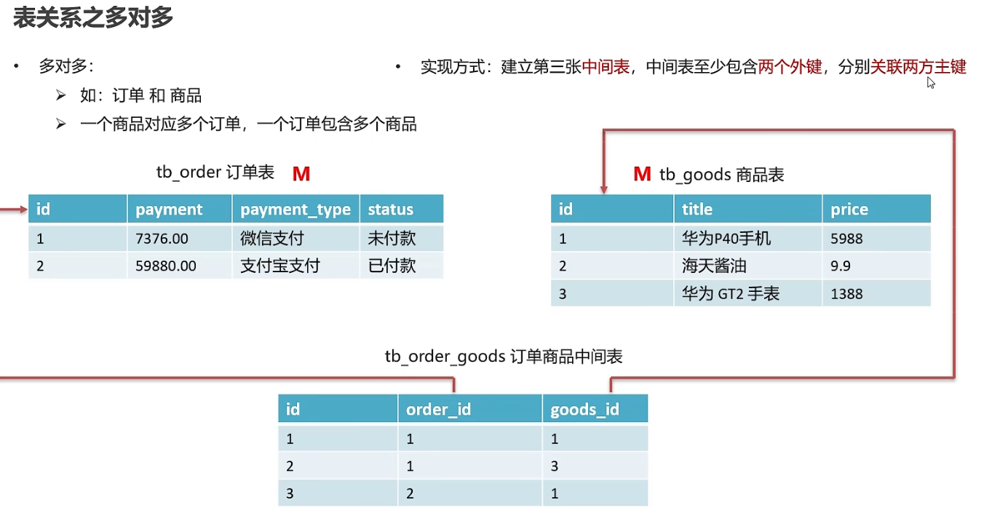 表关系之多对多
• 多对多：
➢ 如：订单 和 商品
➢ 一个商品对应多个订单，一个订单包含多个商品
• 实现方式：建立第三张中间表，中间表至少包含两个外键，分别关联两方主键
tb_order 订单表 M
id payment payment_type status
1 7376.00 微信支付 未付款
2 59880.00 支付宝支付 已付款
M tb_goods 商品表
id title price
1 华为P40手机 5988
2 海天酱油 9.9
3 华为 GT2 手表 1388
tb_order_goods 订单商品中间表
id order_id goods_id
1 1 1
2 1 3
3 2 1